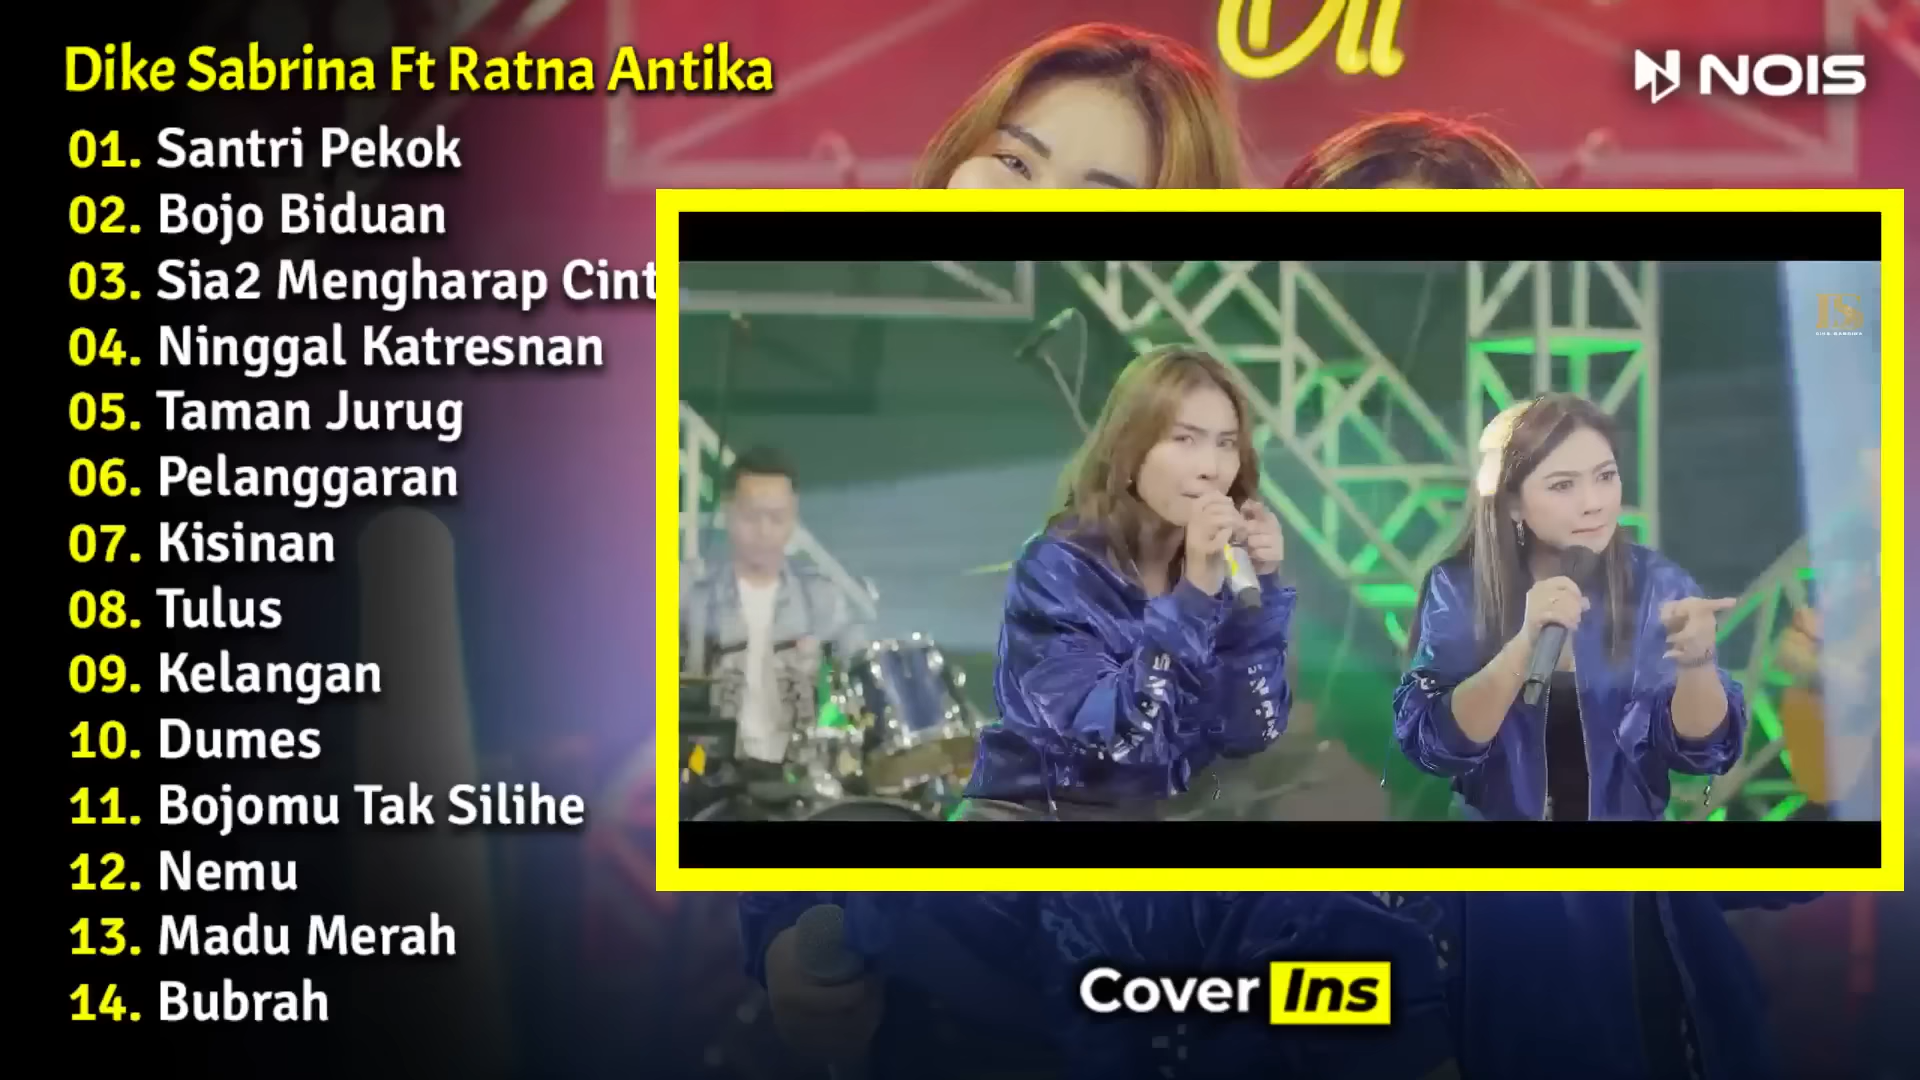 Dike Sabrina Ft Ratna Antika
NOIS
01. Santri Pekok
02. Bojo Biduan
03. Sia2 Mengharap Cint
04. Ninggal Katresnan
05. Taman Jurug
06. Pelanggaran
07. Kisinan
08. Tulus
09. Kelangan
10. Dumes
11. Bojomu Tak Silihe
12. Nemu
13. Madu Merah
14. Bubrah
Cover Ins